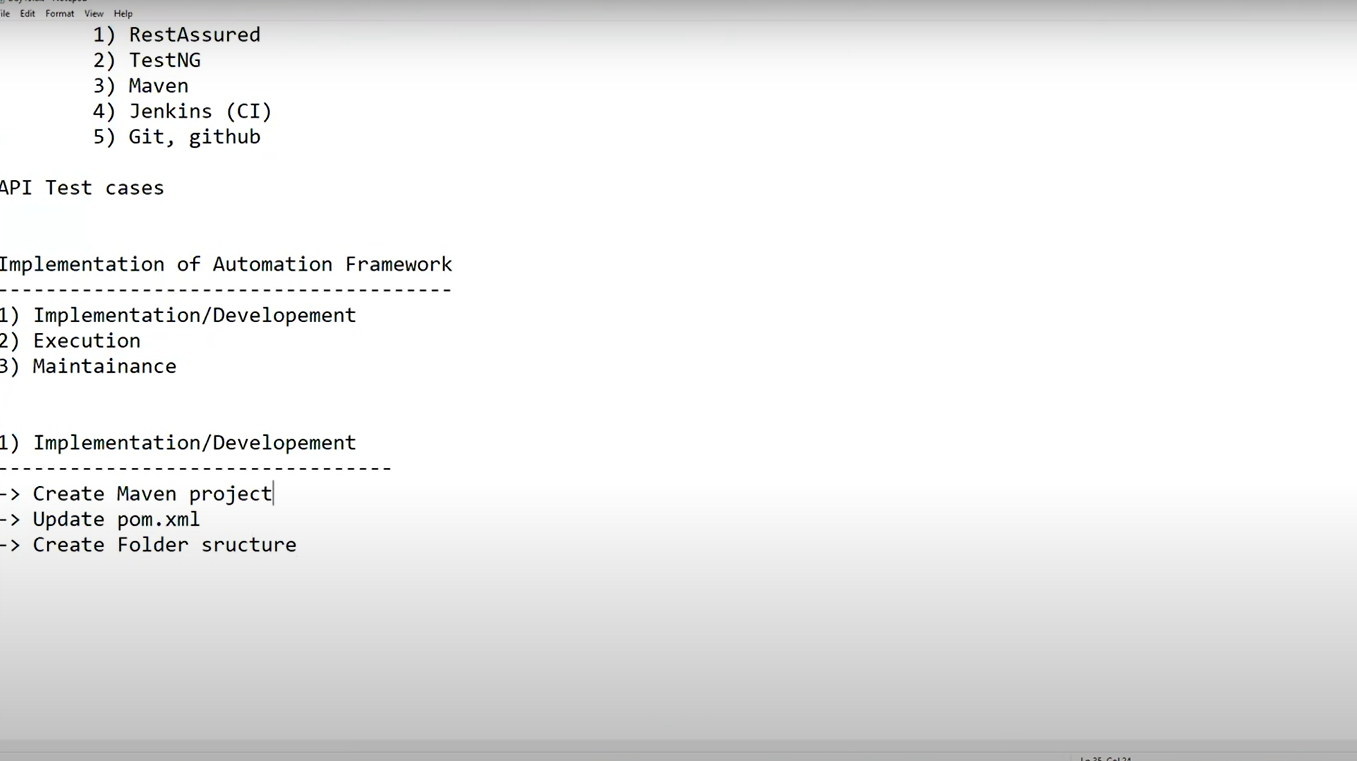 Edit Format View Help
1) RestAssured
2) TestNG
3) Maven
4) Jenkins (CI)
5) Git, github
API Test cases
Implementation of Automation Framework
--------------------------------------
1) Implementation/Developement
2) Execution
3) Maintainance
1) Implementation/Developement
---------------------------------
-> Create Maven project
-> Update pom.xml
-> Create Folder sructure